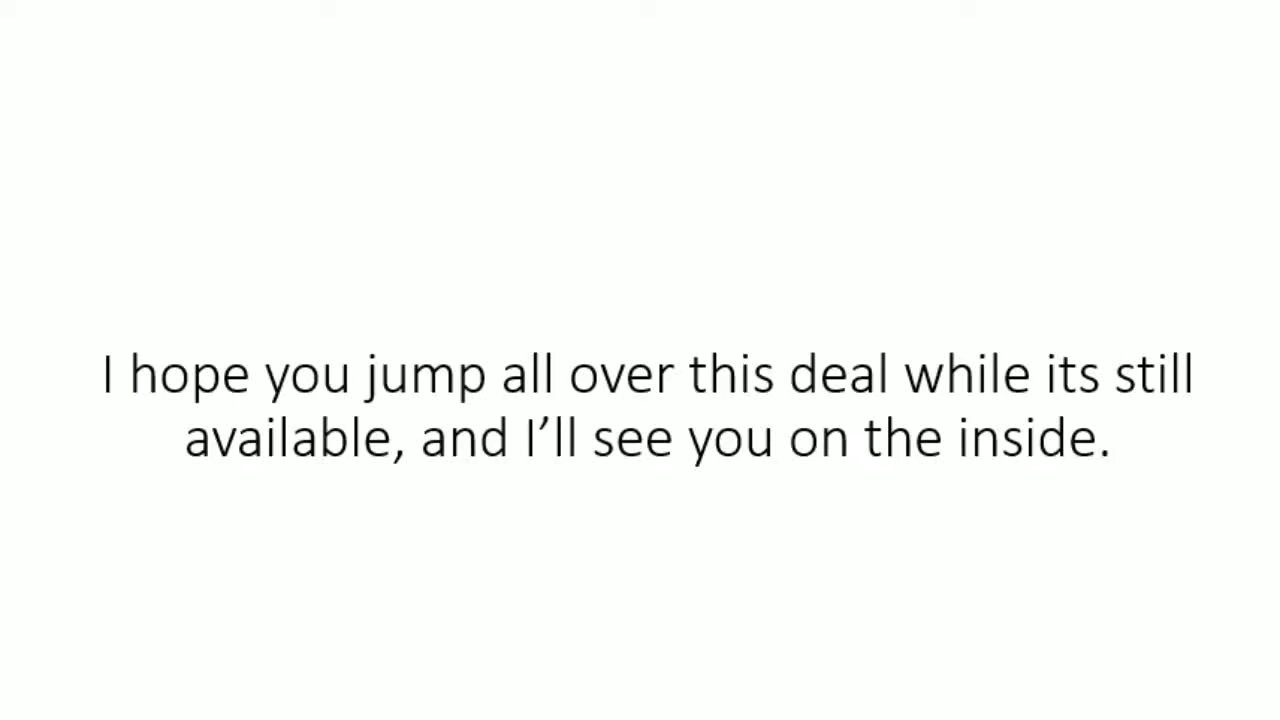 I hope you jump all over this deal while its still
available, and I’ll see you on the inside.